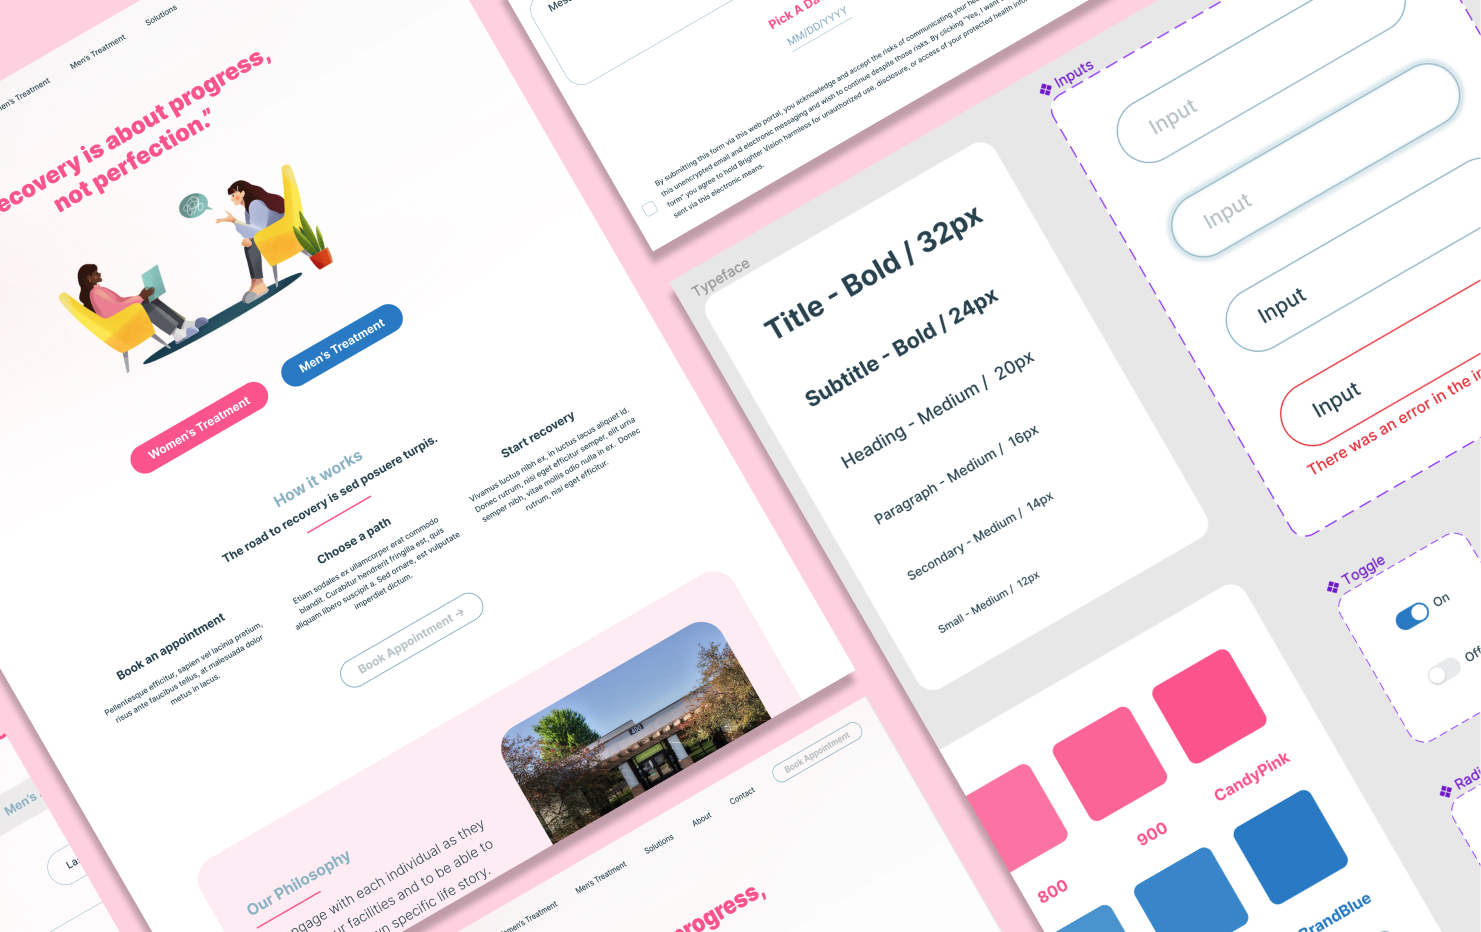 Men's Treatment
Solutions
ecovery is about progress,
not perfection."
Women's Treatment
Men's Treatment
How it works
The road to recovery is sed posuere turpis.
Book an appointment
Pellentesque efficitur, sapien vel lacinia pretium,
risus ante faucibus tellus, at malesuada dolor
metus in lacus.
Choose a path
Etiam sodales ex ullamcorper erat commodo
blandit. Curabitur hendrerit fringilla est, quis
aliquam libero suscipit a. Sed ornare, est vulputate
imperdiet dictum.
Start recovery
Vivamus luctus nibh ex, in luctus lacus aliquet id.
Donec rutrum, nisl eget efficitur semper, elit urna
semper nibh, vitae mollis odio nulla in ex. Donec
rutrum, nisl eget efficitur.
Book Appointment →
400
Our Philosophy
ngage with each individual as they
ur facilities and to be able to
wn specific life story.
Pick A Da
MM/DD/YYYY
By submitting this form via this web portal, you acknowledge and accept the risks of communicating your hea
this unencrypted email and electronic messaging and wish to continue despite those risks. By clicking "Yes, I want
form" you agree to hold Brighter Vision harmless for unauthorized use, disclosure, or access of your protected health info
sent via this electronic means.
Typeface
Title - Bold / 32px
Subtitle - Bold / 24px
Heading - Medium / 20px
Paragraph - Medium / 16px
Secondary - Medium / 14px
Small - Medium / 12px
Inputs
Input
Input
Input
Input
There was an error in the in
Toggle
On
Off
Radi
CandyPink
900
800
BrandBlue
Men's
La
Women's Treatment
Men's Treatment
Solutions
About
Contact
Book Appointment
rogress,